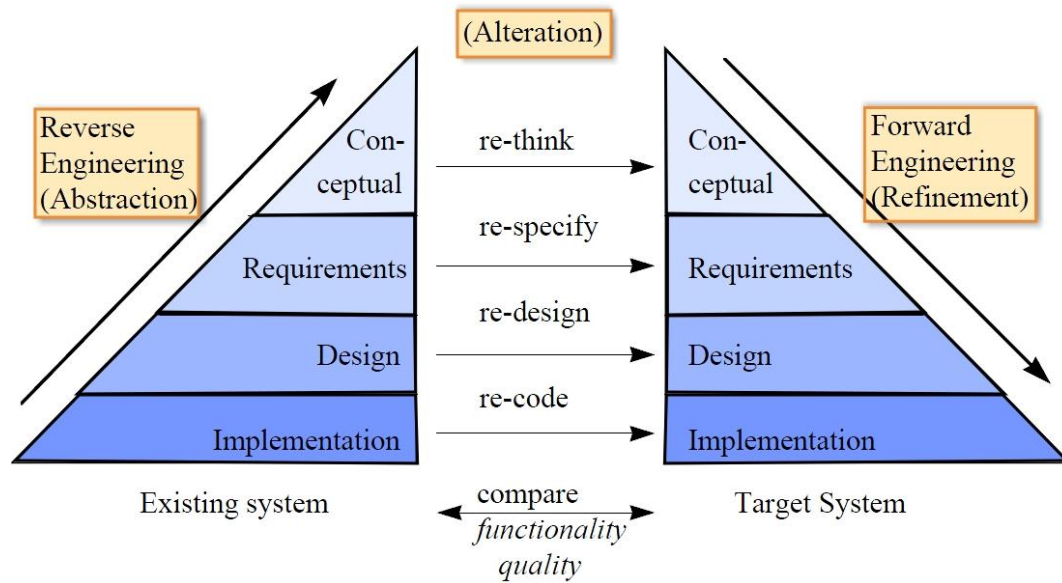 (Alteration)
Reverse
Engineering
(Abstraction)
Con-
ceptual
Requirements
Design
Implementation
Existing system
re-think
re-specify
re-design
re-code
compare
functionality
quality
Con-
ceptual
Requirements
Design
Implementation
Target System
Forward
Engineering
(Refinement)